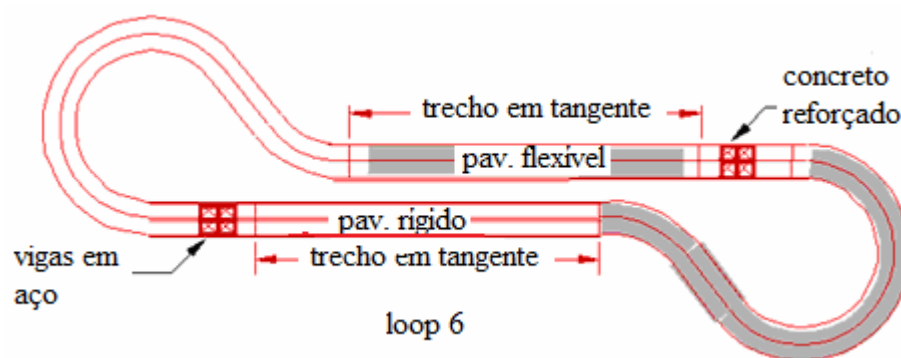 concreto
reforçado
trecho em tangente
pav. flexível
pav. rígido
trecho em tangente
vigas em
aço
loop 6